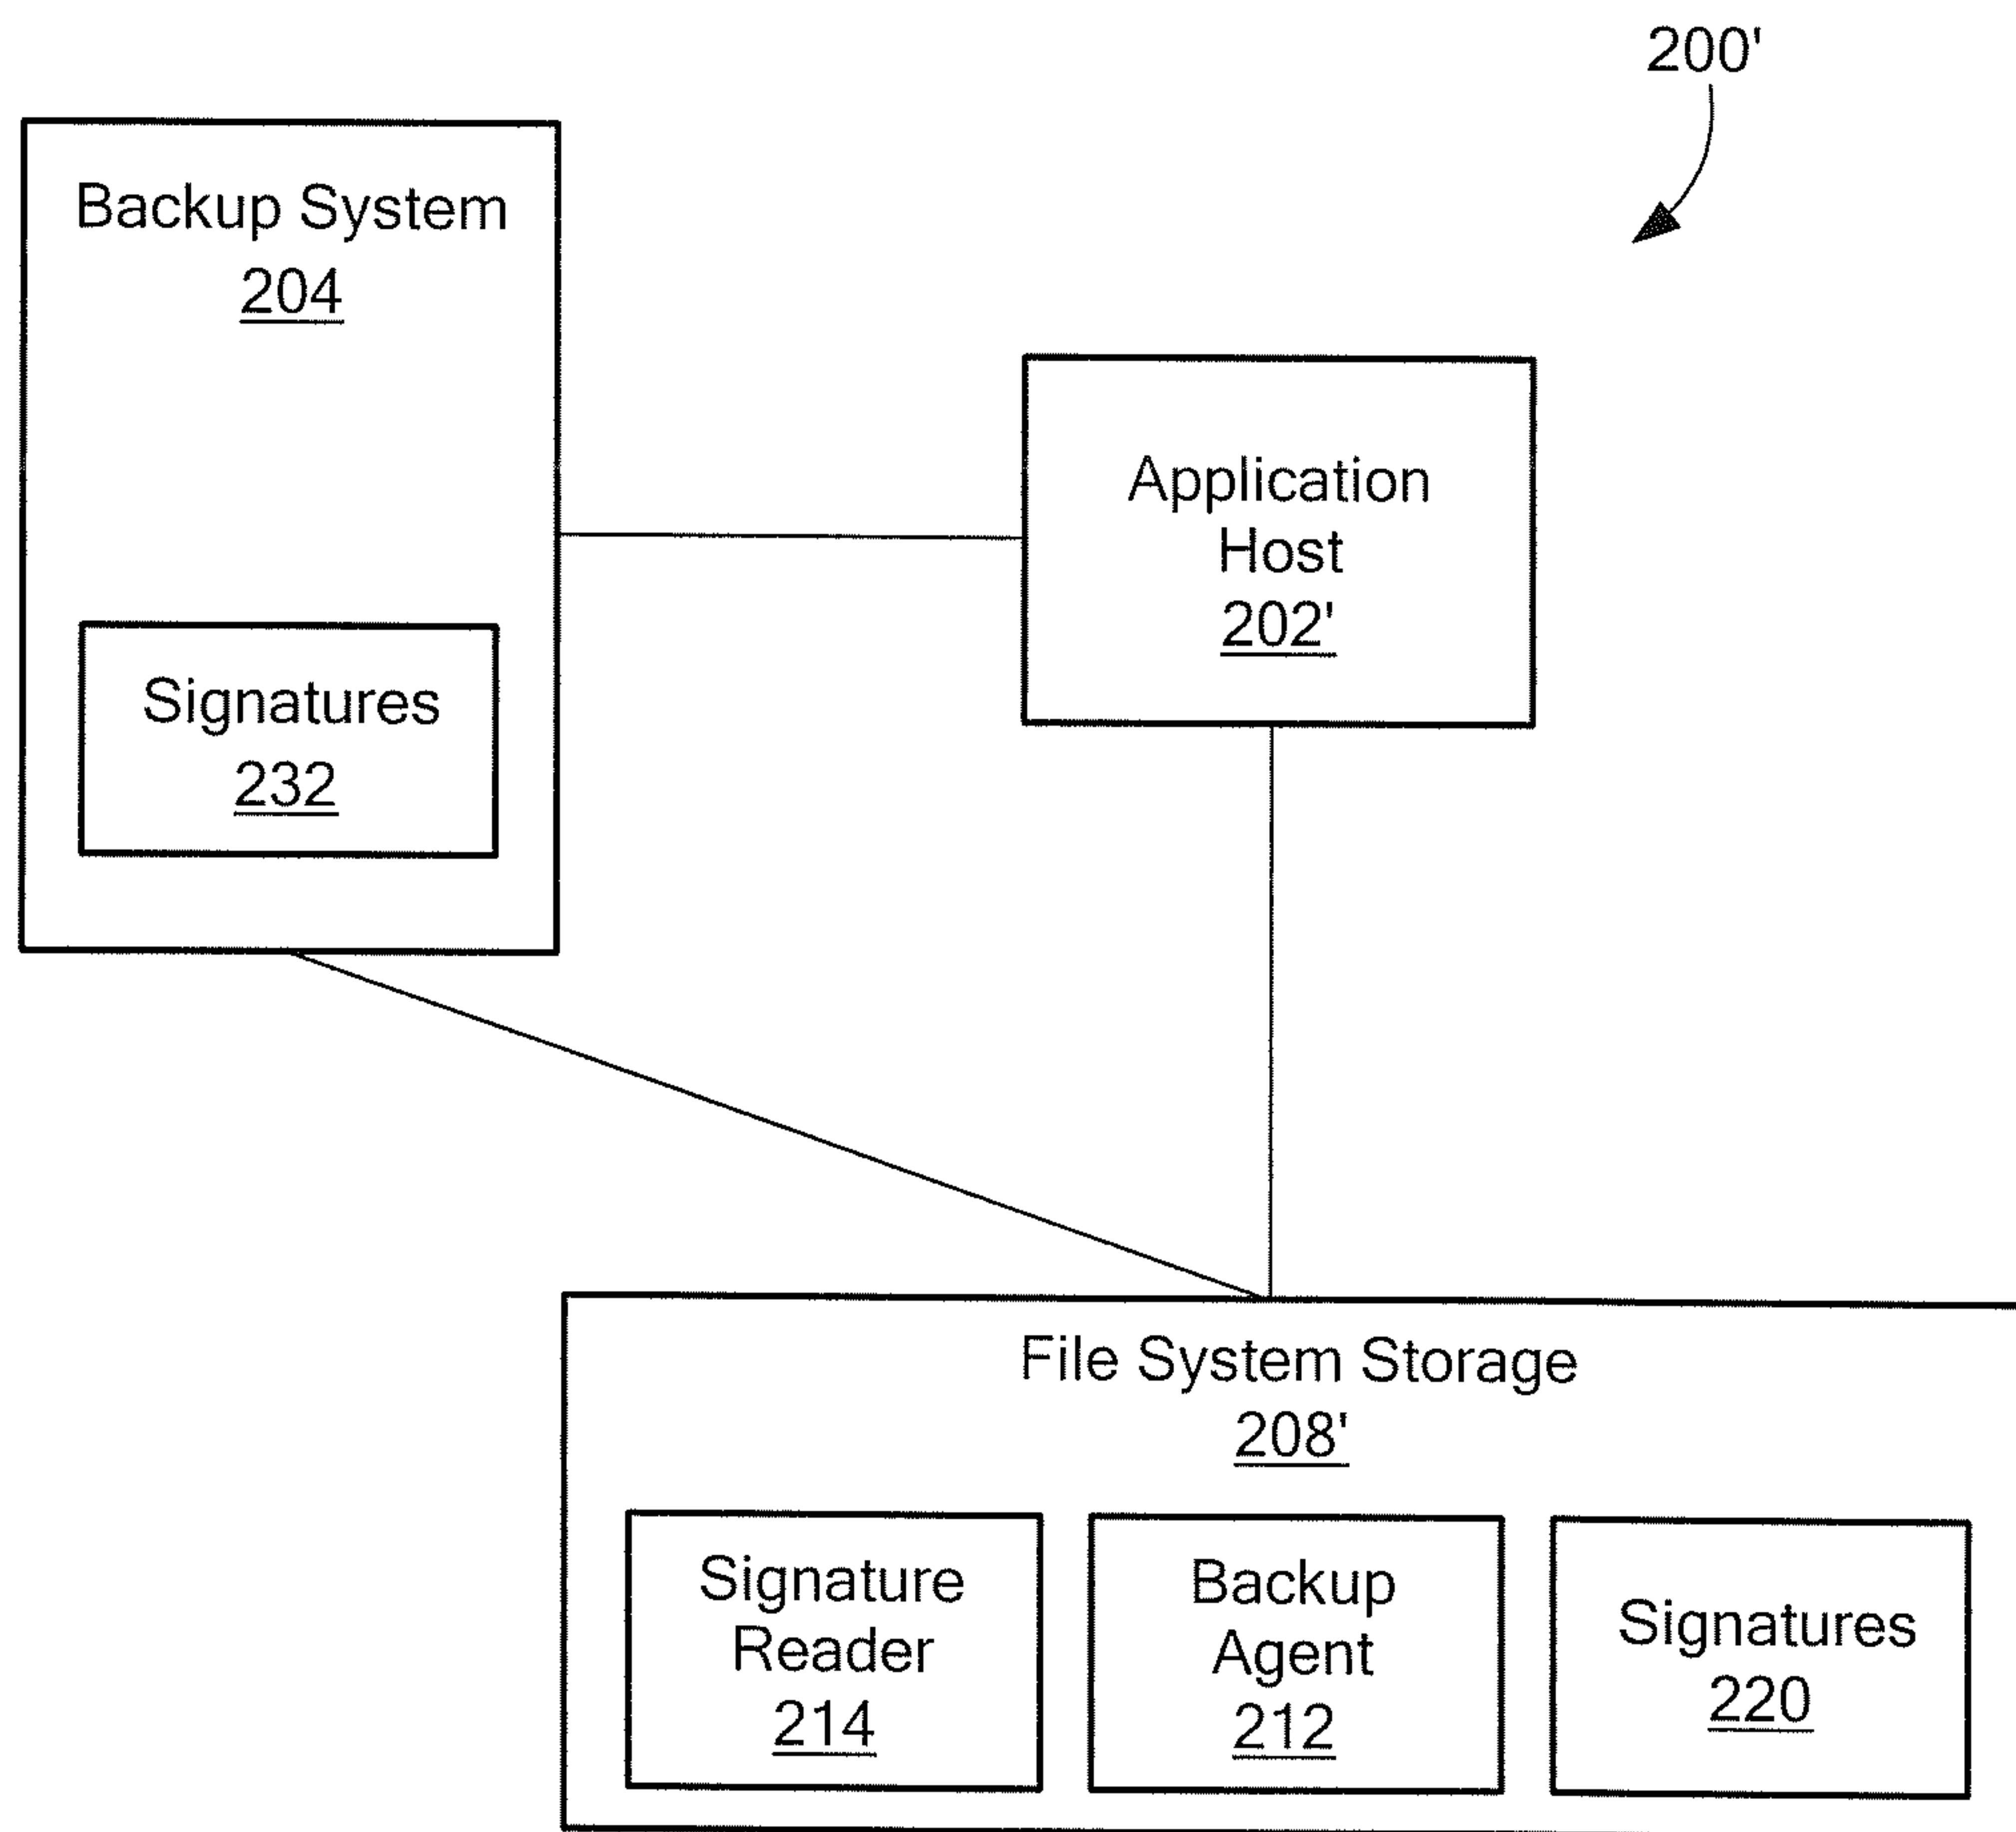 200'
Backup System
204
Signatures
232
Application
Host
202'
File System Storage
208'
Signature
Reader
214
Backup
Agent
212
Signatures
220